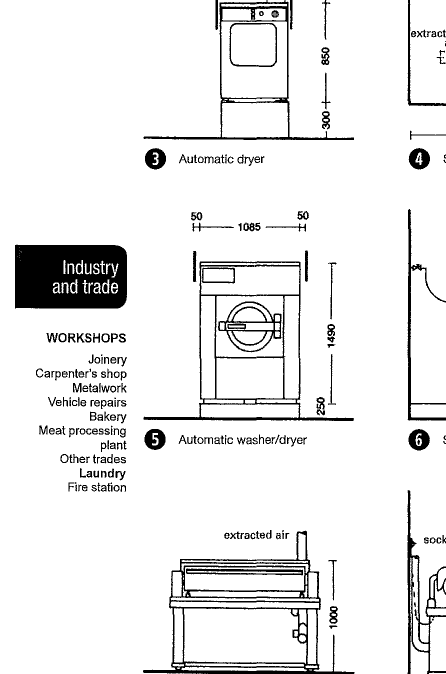 extract
850
300
3 Automatic dryer
4 S
50 1085 50
Industry
and trade
WORKSHOPS
Joinery
Carpenter's shop
Metalwork
Vehicle repairs
Bakery
Meat processing
plant
Other trades
Laundry
Fire station
1490
250
5 Automatic washer/dryer
6 S
extracted air
sock
1000